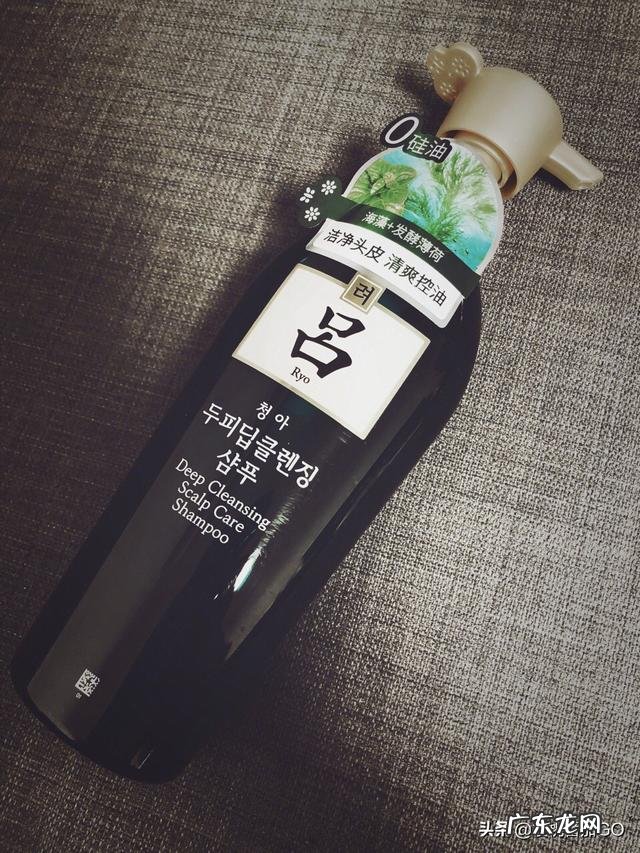 0硅油
海藻+发酵薄荷
洁净头皮 清爽控油
려
呂
Ryo
청아
두피딥클렌징
샴푸
Deep Cleansing
Scalp Care
Shampoo
头条
广东龙网
GO